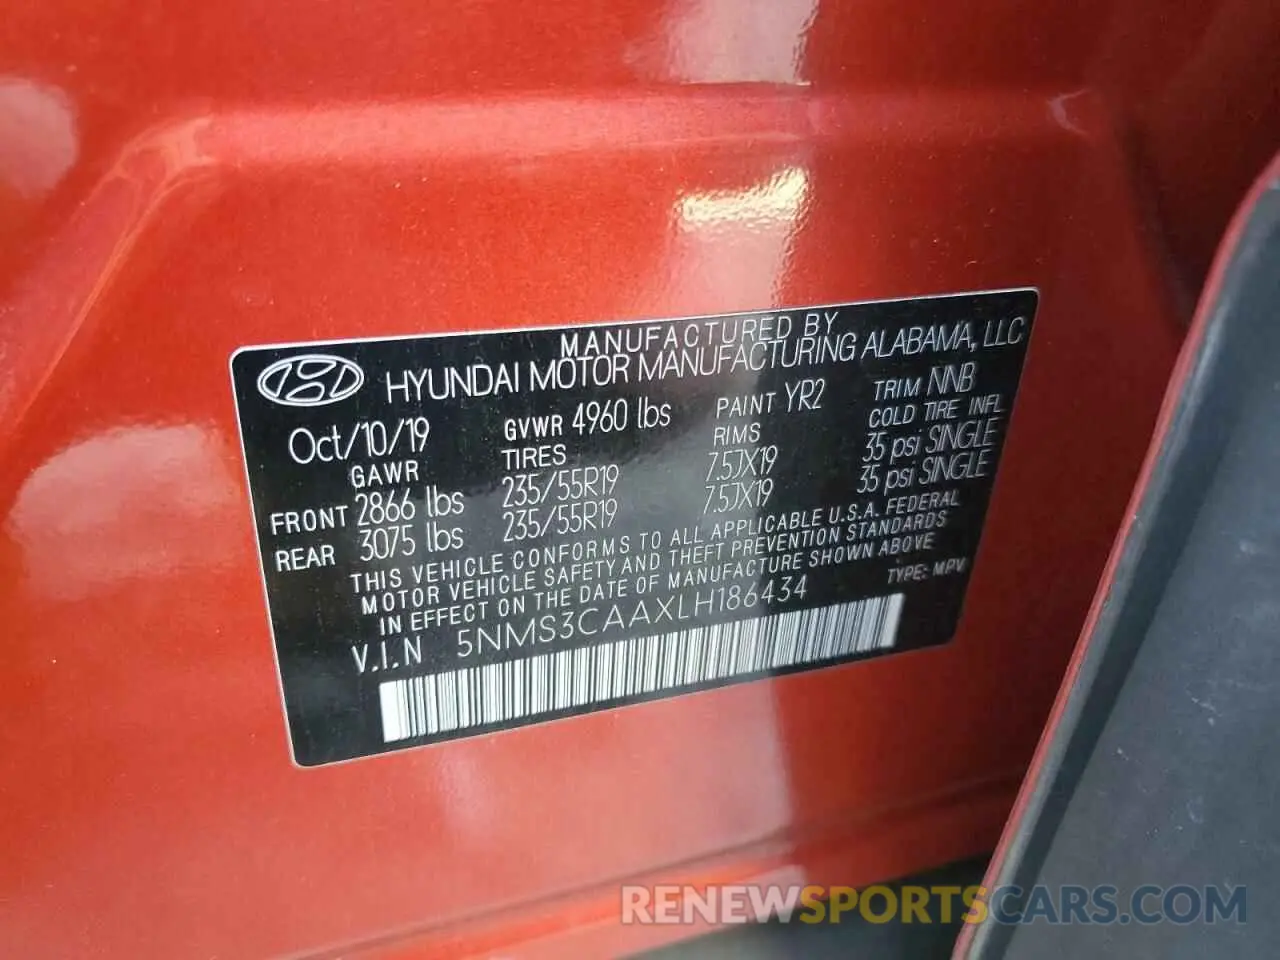 MANUFACTURED BY
HYUNDAI MOTOR MANUFACTURING ALABAMA, LLC
Oct/10/19 GVWR 4960 lbs PAINT YR2 TRIM NNB
GAWR TIRES RIMS COLD TIRE INFL
FRONT 2866 lbs 235/55R19 7.5JX19 35 psi SINGLE
REAR 3075 lbs 235/55R19 7.5JX19 35 psi SINGLE
THIS VEHICLE CONFORMS TO ALL APPLICABLE U.S.A. FEDERAL
MOTOR VEHICLE SAFETY AND THEFT PREVENTION STANDARDS
IN EFFECT ON THE DATE OF MANUFACTURE SHOWN ABOVE
V.I.N 5NMS3CAAXLH186434 TYPE: MPV
RENEWSPORTSCARS.COM